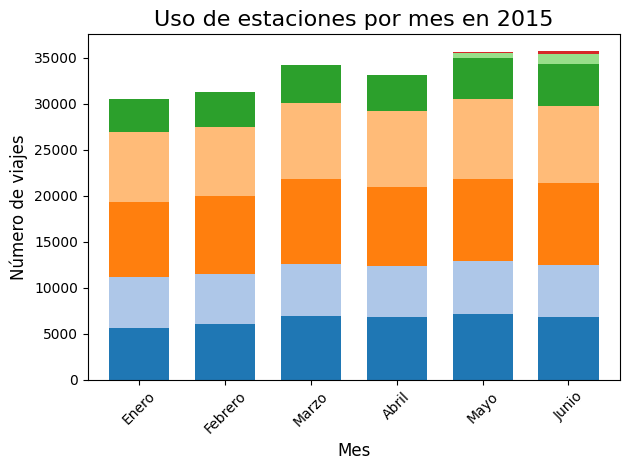 Uso de estaciones por mes en 2015
Número de viajes
35000
30000
25000
20000
15000
10000
5000
0
Enero
Febrero
Marzo
Abril
Mayo
Junio
Mes